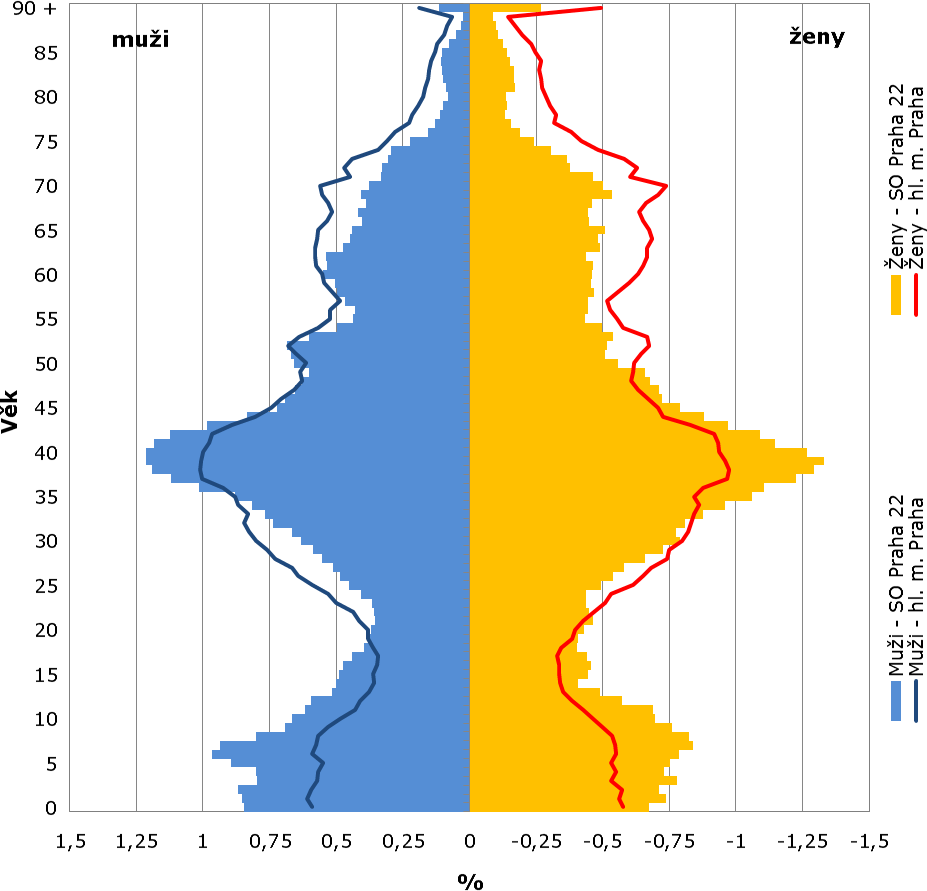 90 +
85
80
75
70
65
60
55
50
45
40
35
30
25
20
15
10
5
0
muži
ženy
Věk
1,5 1,25 1 0,75 0,5 0,25 0 -0,25 -0,5 -0,75 -1 -1,25 -1,5
%
Ženy - SO Praha 22
Ženy - hl. m. Praha
Muži - SO Praha 22
Muži - hl. m. Praha